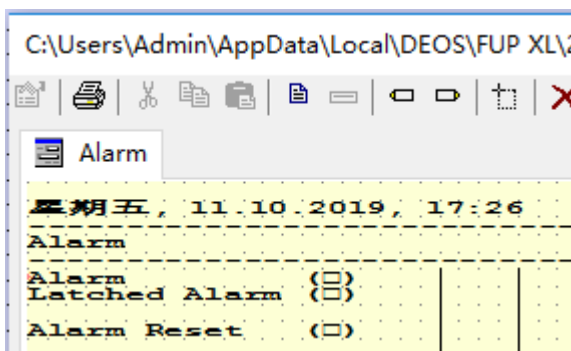 C:\Users\Admin\AppData\Local\DEOS\FUP XL\2
Alarm
星期五, 11.10.2019, 17:26
Alarm
Alarm (□)
Latched Alarm (□)
Alarm Reset (□)